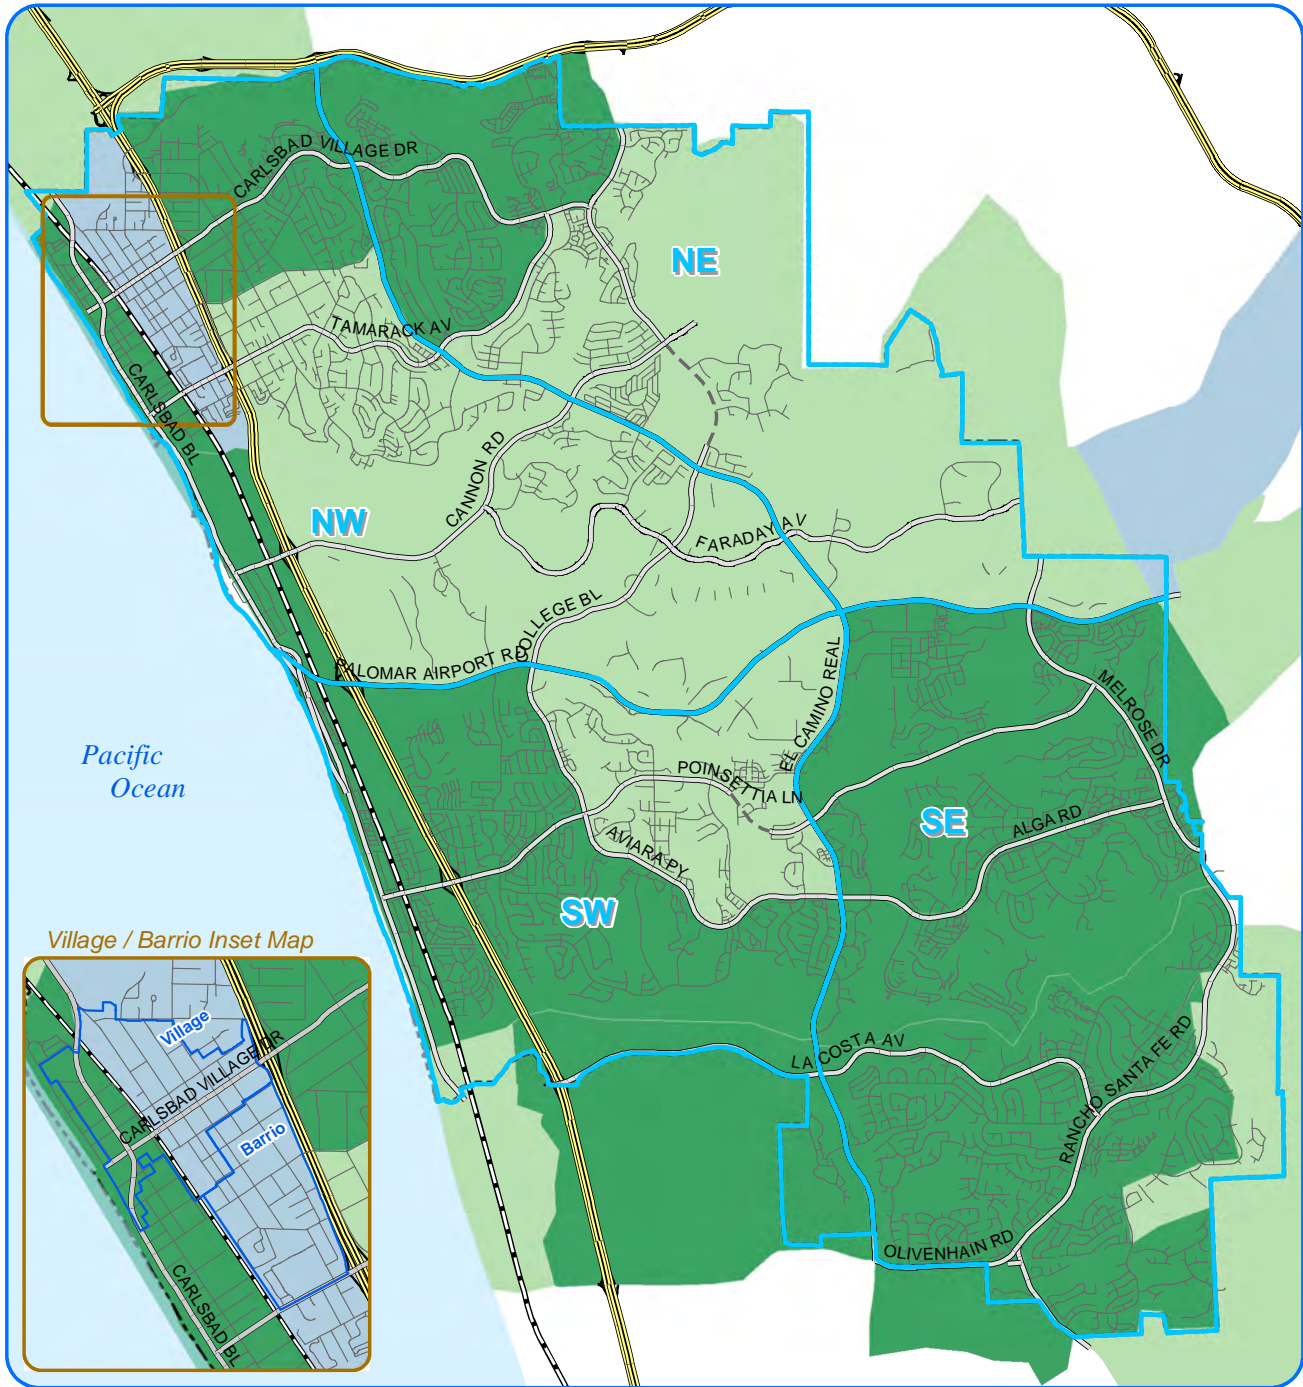 CARLSBAD VILLAGE DR
NE
TAMARACK AV
CARLSBAD BL
CANNON RD
NW
FARADAY AV
COLLEGE BL
PALOMAR AIRPORT RD
EL CAMINO REAL
MELROSE DR
Pacific
Ocean
POINSETTIA LN
SE
ALGA RD
AVIARA PY
SW
Village / Barrio Inset Map
Village
CARLSBAD VILLAGE DR
Barrio
CARLSBAD BL
LA COSTA AV
RANCHO SANTA FE RD
OLIVENHAIN RD